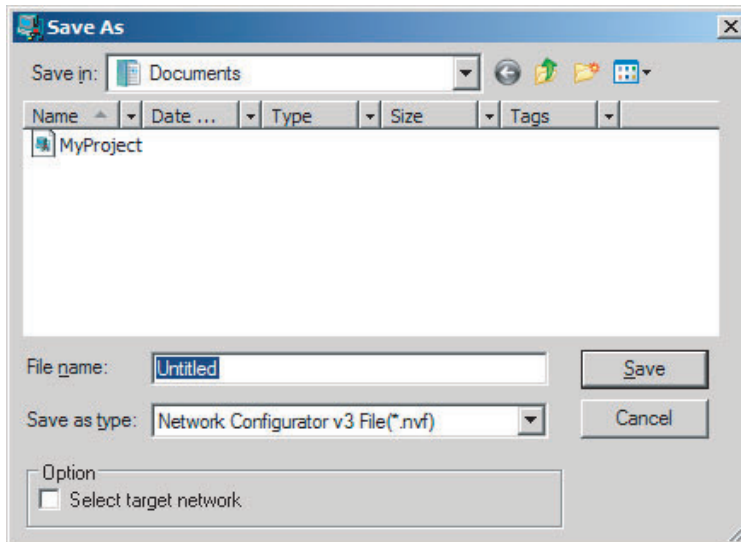 Save As
Save in: Documents
Name Date ... Type Size Tags
MyProject
File name: Untitled Save
Save as type: Network Configurator v3 File(*.nvf) Cancel
Option
Select target network